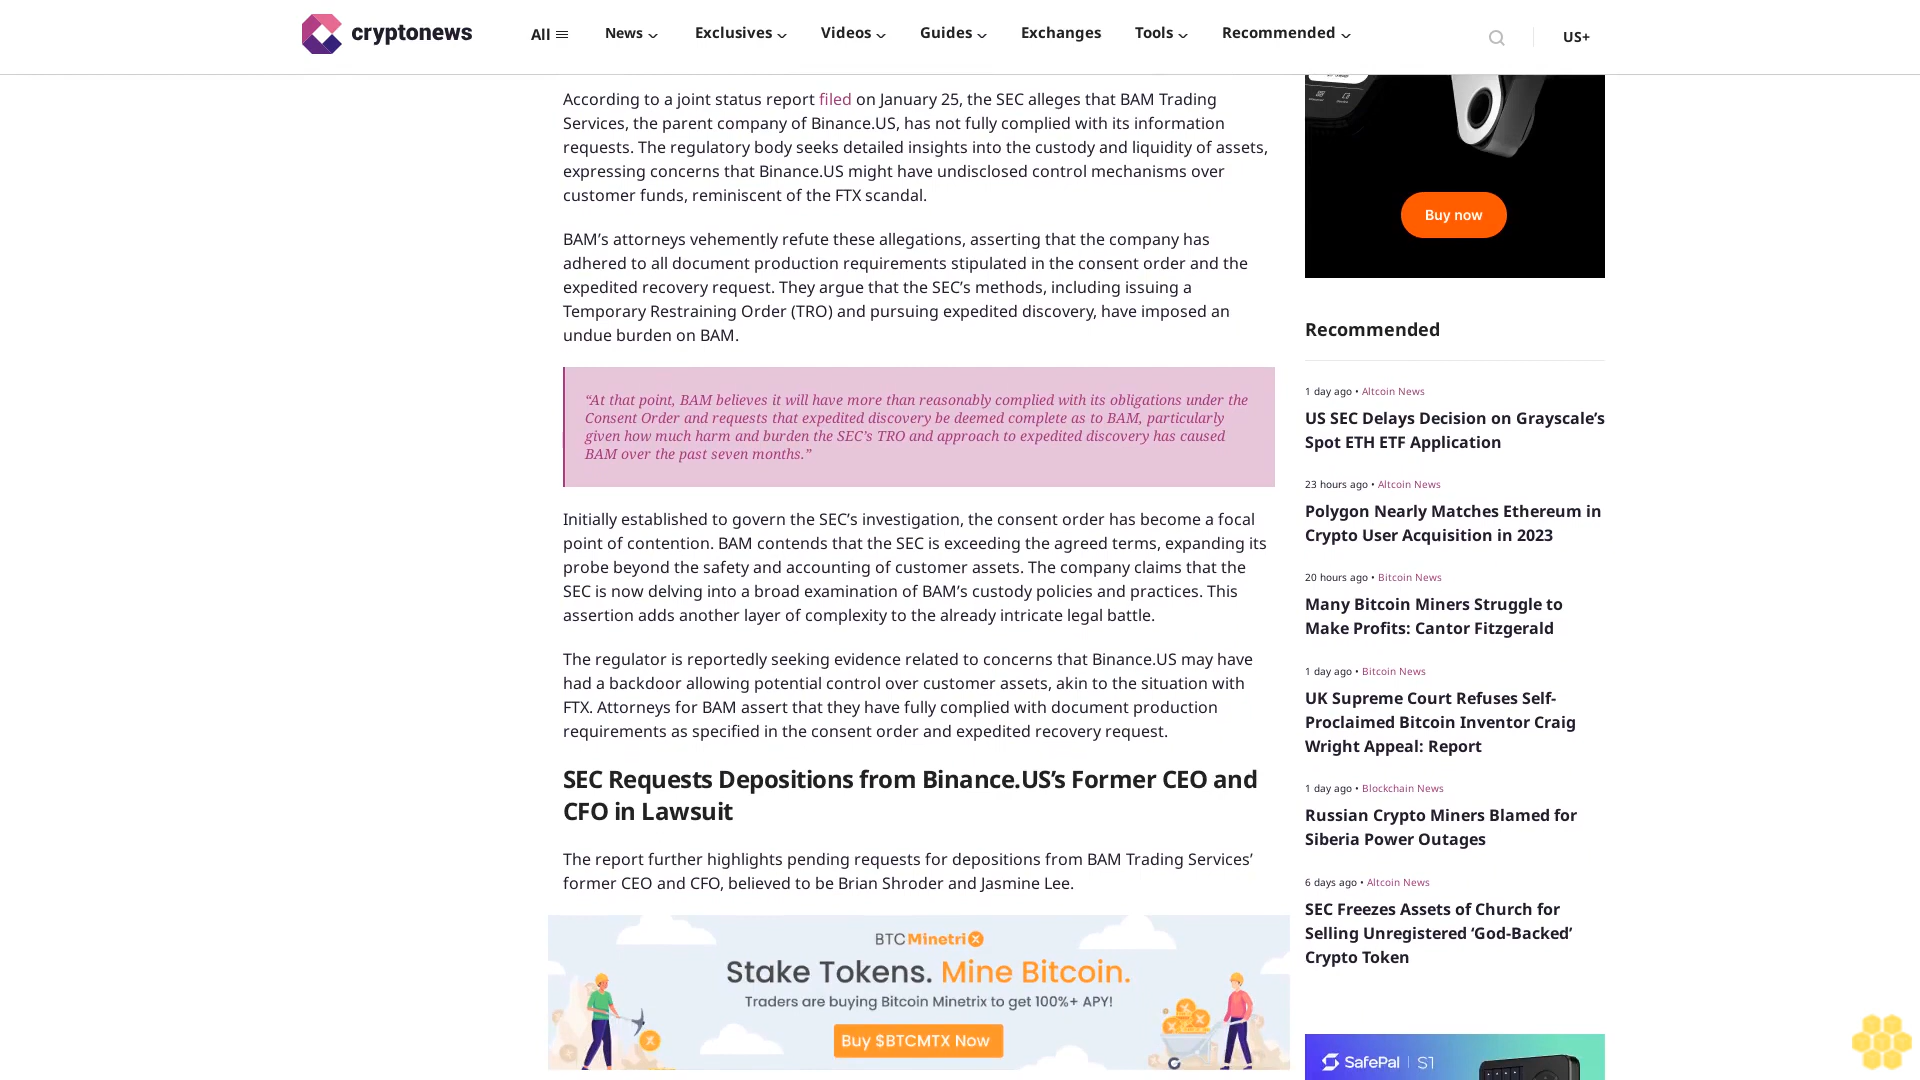 cryptonews
All
News
Exclusives
Videos
Guides
Exchanges
Tools
Recommended
US+
According to a joint status report filed on January 25, the SEC alleges that BAM Trading
Services, the parent company of Binance.US, has not fully complied with its information
requests. The regulatory body seeks detailed insights into the custody and liquidity of assets,
expressing concerns that Binance.US might have undisclosed control mechanisms over
customer funds, reminiscent of the FTX scandal.
BAM’s attorneys vehemently refute these allegations, asserting that the company has
adhered to all document production requirements stipulated in the consent order and the
expedited recovery request. They argue that the SEC’s methods, including issuing a
Temporary Restraining Order (TRO) and pursuing expedited discovery, have imposed an
undue burden on BAM.
“At that point, BAM believes it will have more than reasonably complied with its obligations under the
Consent Order and requests that expedited discovery be deemed complete as to BAM, particularly
given how much harm and burden the SEC’s TRO and approach to expedited discovery has caused
BAM over the past seven months.”
Initially established to govern the SEC’s investigation, the consent order has become a focal
point of contention. BAM contends that the SEC is exceeding the agreed terms, expanding its
probe beyond the safety and accounting of customer assets. The company claims that the
SEC is now delving into a broad examination of BAM’s custody policies and practices. This
assertion adds another layer of complexity to the already intricate legal battle.
The regulator is reportedly seeking evidence related to concerns that Binance.US may have
had a backdoor allowing potential control over customer assets, akin to the situation with
FTX. Attorneys for BAM assert that they have fully complied with document production
requirements as specified in the consent order and expedited recovery request.
SEC Requests Depositions from Binance.US’s Former CEO and
CFO in Lawsuit
The report further highlights pending requests for depositions from BAM Trading Services’
former CEO and CFO, believed to be Brian Shroder and Jasmine Lee.
BTC Minetrix
Stake Tokens. Mine Bitcoin.
Traders are buying Bitcoin Minetrix to get 100%+ APY!
Buy $BTCMTX Now
Buy now
Recommended
1 day ago • Altcoin News
US SEC Delays Decision on Grayscale’s
Spot ETH ETF Application
23 hours ago • Altcoin News
Polygon Nearly Matches Ethereum in
Crypto User Acquisition in 2023
20 hours ago • Bitcoin News
Many Bitcoin Miners Struggle to
Make Profits: Cantor Fitzgerald
1 day ago • Bitcoin News
UK Supreme Court Refuses Self-
Proclaimed Bitcoin Inventor Craig
Wright Appeal: Report
1 day ago • Blockchain News
Russian Crypto Miners Blamed for
Siberia Power Outages
6 days ago • Altcoin News
SEC Freezes Assets of Church for
Selling Unregistered ‘God-Backed’
Crypto Token
SafePal | S1